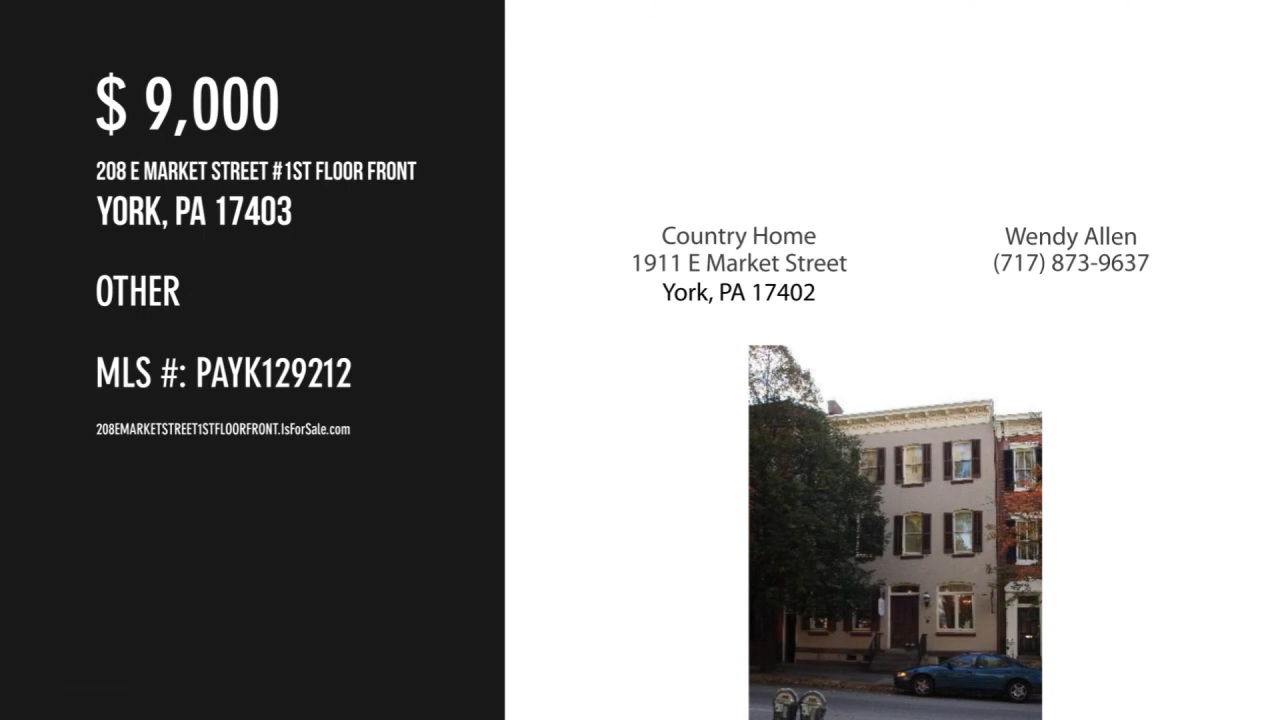 $ 9,000
208 E MARKET STREET #1ST FLOOR FRONT
YORK, PA 17403
OTHER
MLS #: PAYK129212
208EMARKETSTREET1STFLOORFRONT.IsForSale.com
Country Home
1911 E Market Street
York, PA 17402
Wendy Allen
(717) 873-9637